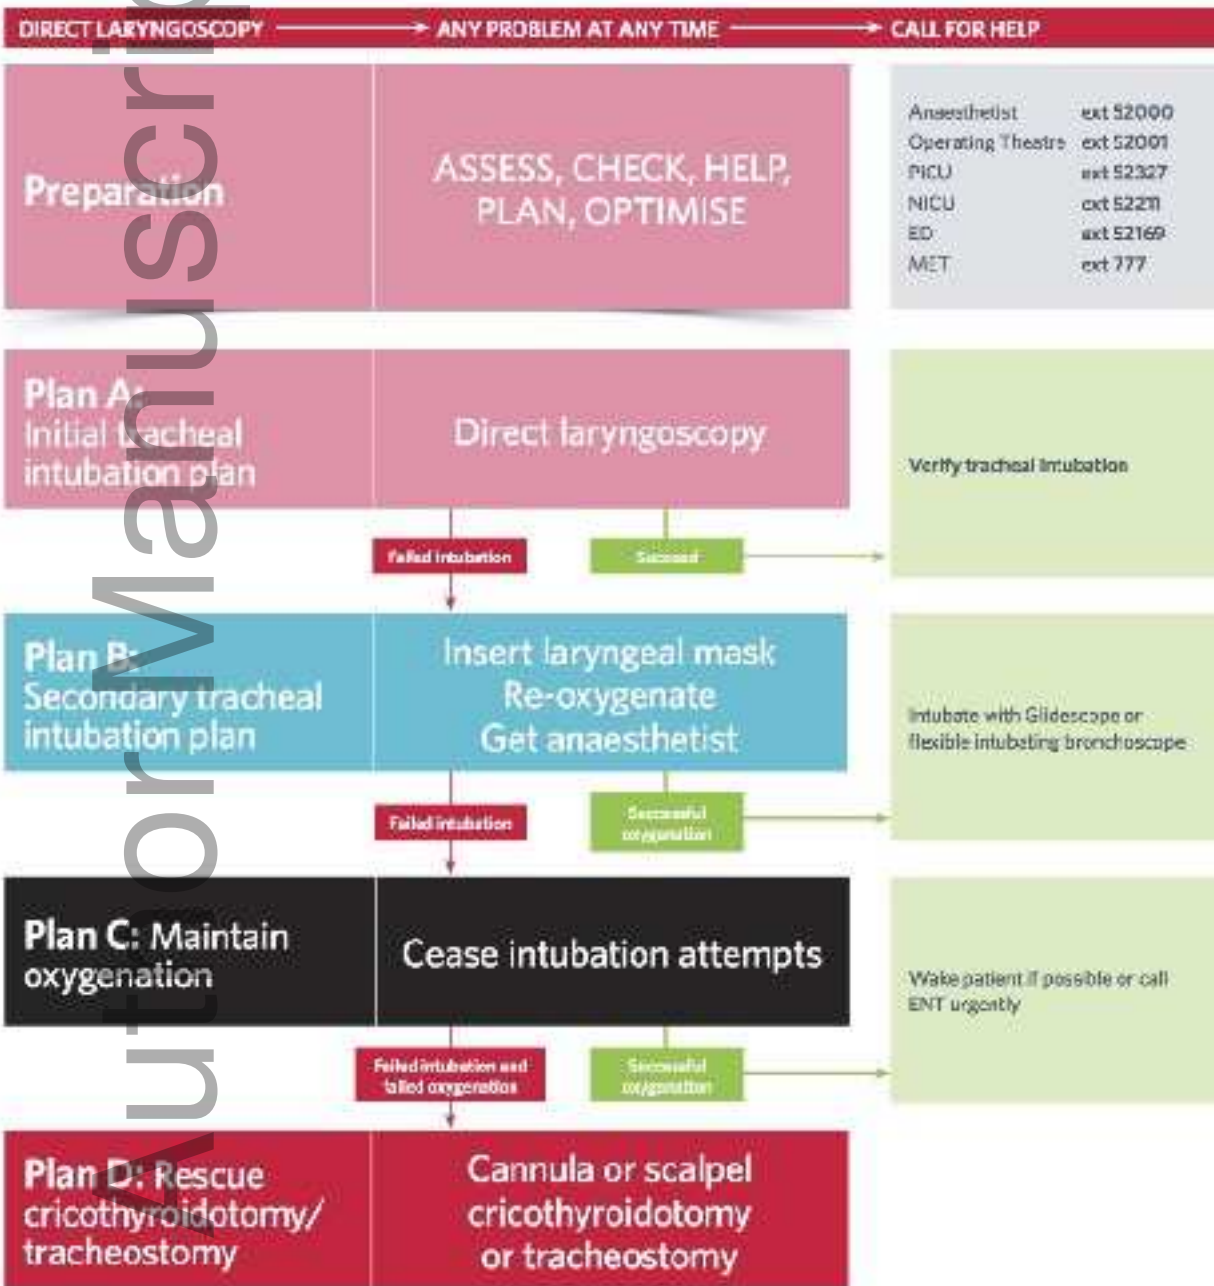 DIRECT LARYNGOSCOPY
ANY PROBLEM AT ANY TIME
CALL FOR HELP
Preparation
ASSESS, CHECK, HELP,
PLAN, OPTIMISE
Anaesthetist ext 52000
Operating Theatre ext 52001
PICU ext 52327
NICU ext 52211
ED ext 52169
MET ext 777
Plan A:
Initial tracheal
intubation plan
Direct laryngoscopy
Verify tracheal intubation
Failed intubation
Succeed
Plan B:
Secondary tracheal
intubation plan
Insert laryngeal mask
Re-oxygenate
Get anaesthetist
Intubate with Glidescope or
flexible intubating bronchoscope
Failed intubation
Successful
oxygenation
Plan C: Maintain
oxygenation
Cease intubation attempts
Wake patient if possible or call
ENT urgently
Failed intubation and
failed oxygenation
Successful
oxygenation
Plan D: Rescue
cricothyroidotomy/
tracheostomy
Cannula or scalpel
cricothyroidotomy
or tracheostomy
Author Manuscrip